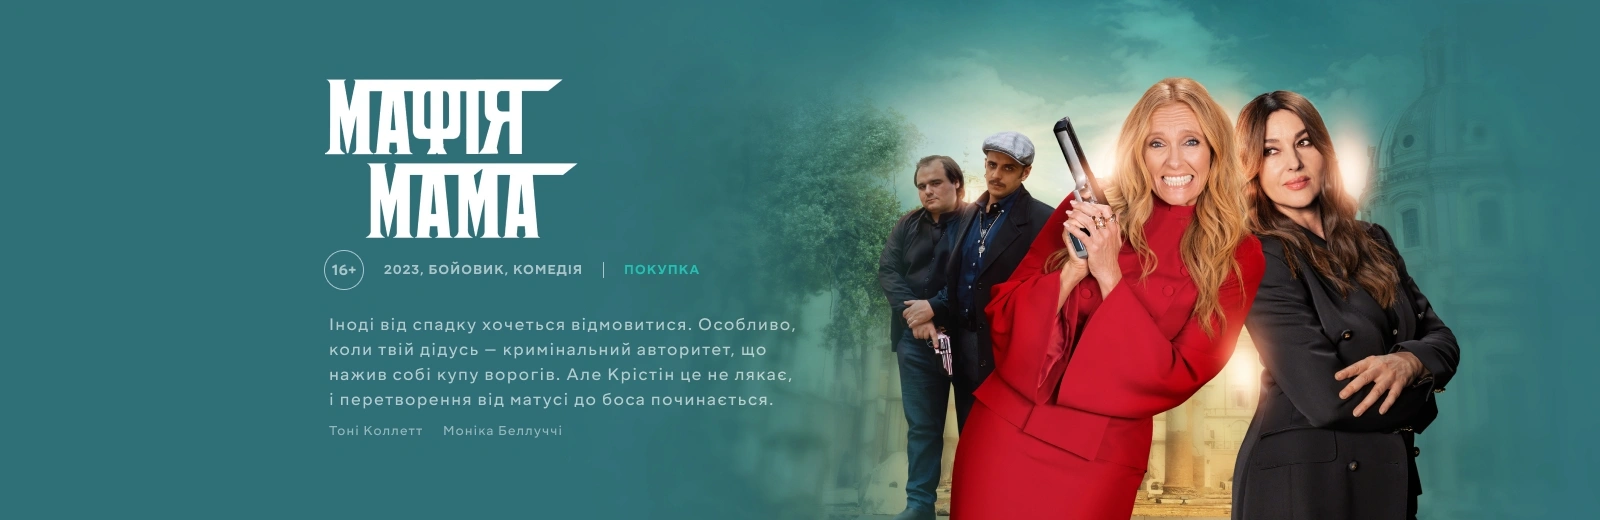 МАФІЯ
МАМА
16+ 2023, БОЙОВИК, КОМЕДІЯ | ПОКУПКА
Іноді від спадку хочеться відмовитися. Особливо,
коли твій дідусь — кримінальний авторитет, що
нажив собі купу ворогів. Але Крістін це не лякає,
і перетворення від матусі до боса починається.
Тоні Коллетт Моніка Беллуччі